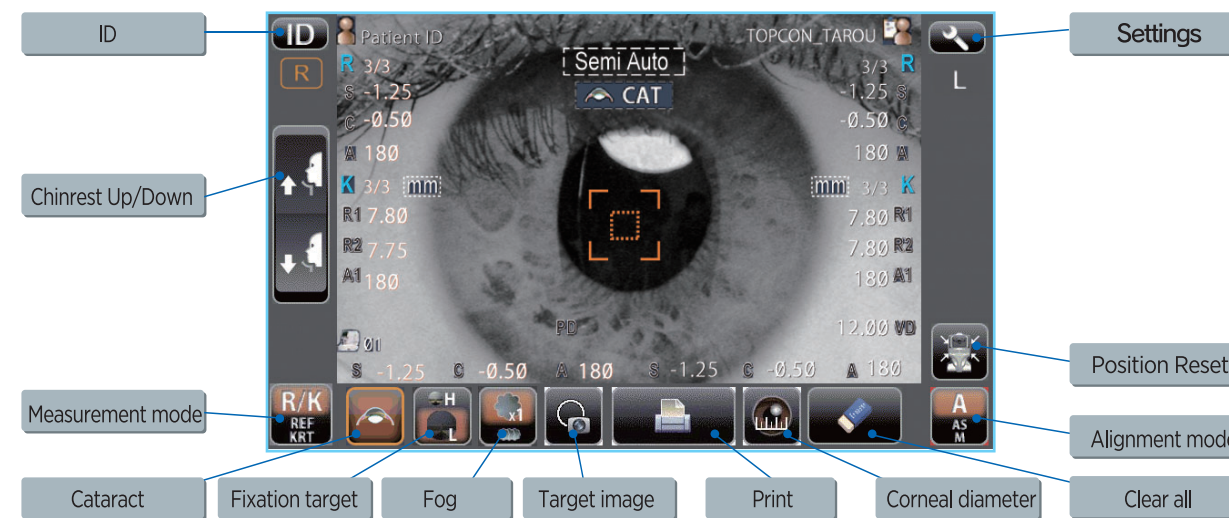 ID
ID
Patient ID
TOPCON_TAROU
Settings
R
R 3/3
Semi Auto
3/3 R
L
S -1.25
CAT
-1.25 S
C -0.50
-0.50 C
A 180
180 A
Chinrest Up/Down
K 3/3 mm
mm 3/3 K
R1 7.80
7.80 R1
R2 7.75
7.80 R2
A1 180
180 A1
PD
12.00 VD
01
S -1.25 C -0.50 A 180 S -1.25 C -0.50 A 180
Position Reset
Measurement mode
R/K
REF
KRT
H
L
x1
A
AS
M
Alignment mode
Cataract
Fixation target
Fog
Target image
Print
Corneal diameter
Clear all